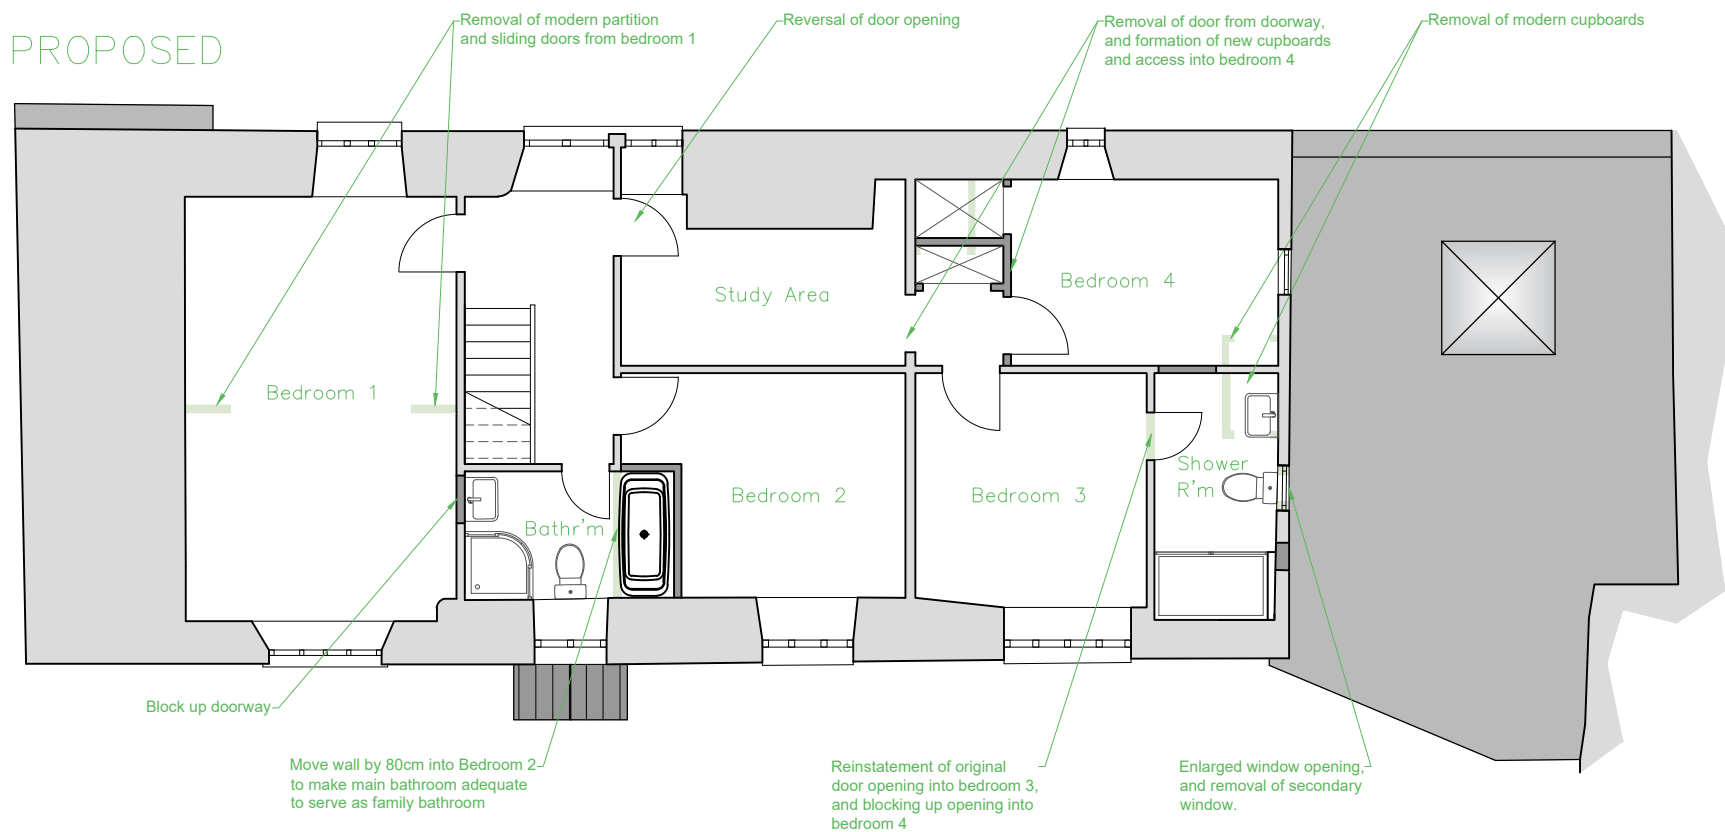 PROPOSED
Removal of modern partition
and sliding doors from bedroom 1
Reversal of door opening
Removal of door from doorway,
and formation of new cupboards
and access into bedroom 4
Removal of modern cupboards
Bedroom 4
Study Area
Bedroom 1
Shower
R'm
Bedroom 2
Bedroom 3
Bathr'm
Block up doorway
Move wall by 80cm into Bedroom 2
to make main bathroom adequate
to serve as family bathroom
Reinstatement of original
door opening into bedroom 3,
and blocking up opening into
bedroom 4
Enlarged window opening,
and removal of secondary
window.